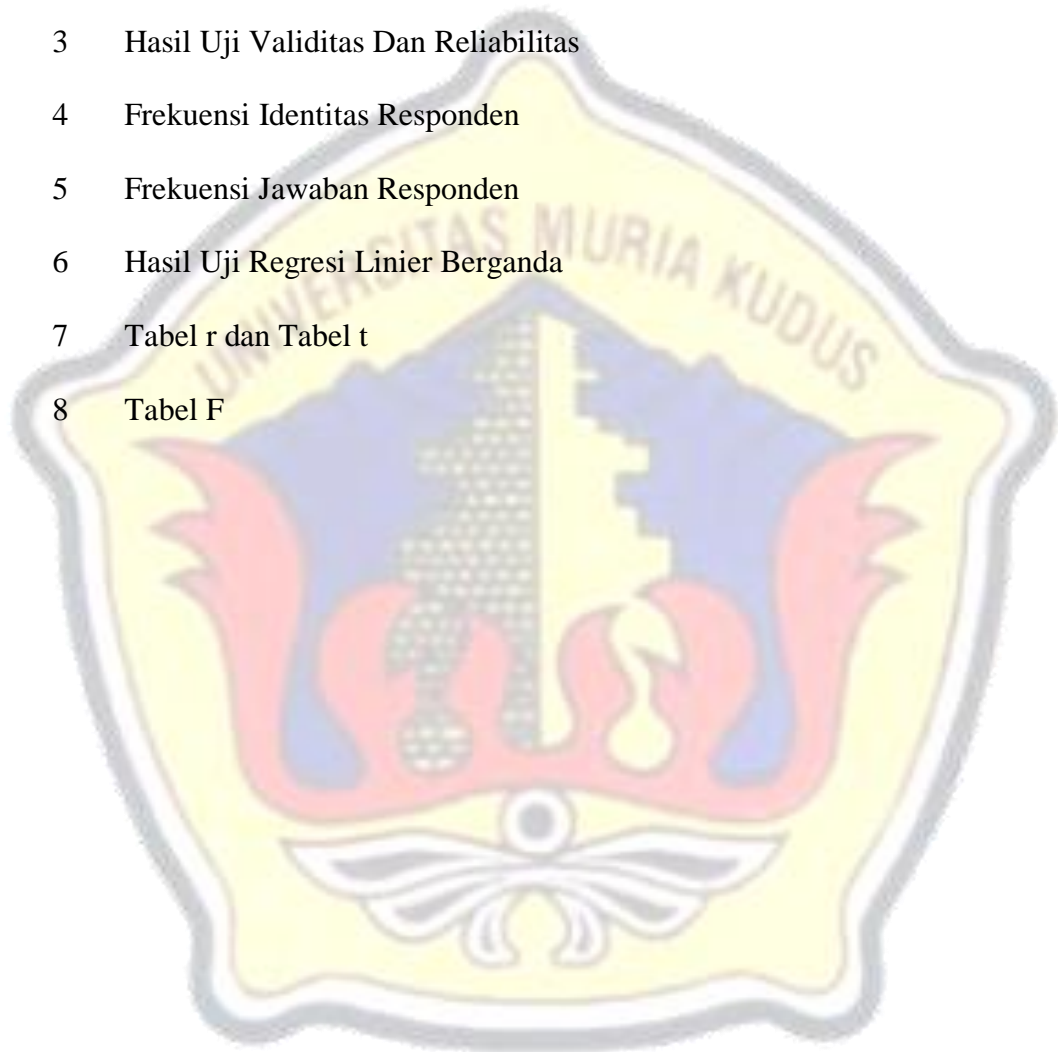 3 Hasil Uji Validitas Dan Reliabilitas
4 Frekuensi Identitas Responden
5 Frekuensi Jawaban Responden
6 Hasil Uji Regresi Linier Berganda
7 Tabel r dan Tabel t
8 Tabel F
UNIVERSITAS MURIA KUDUS